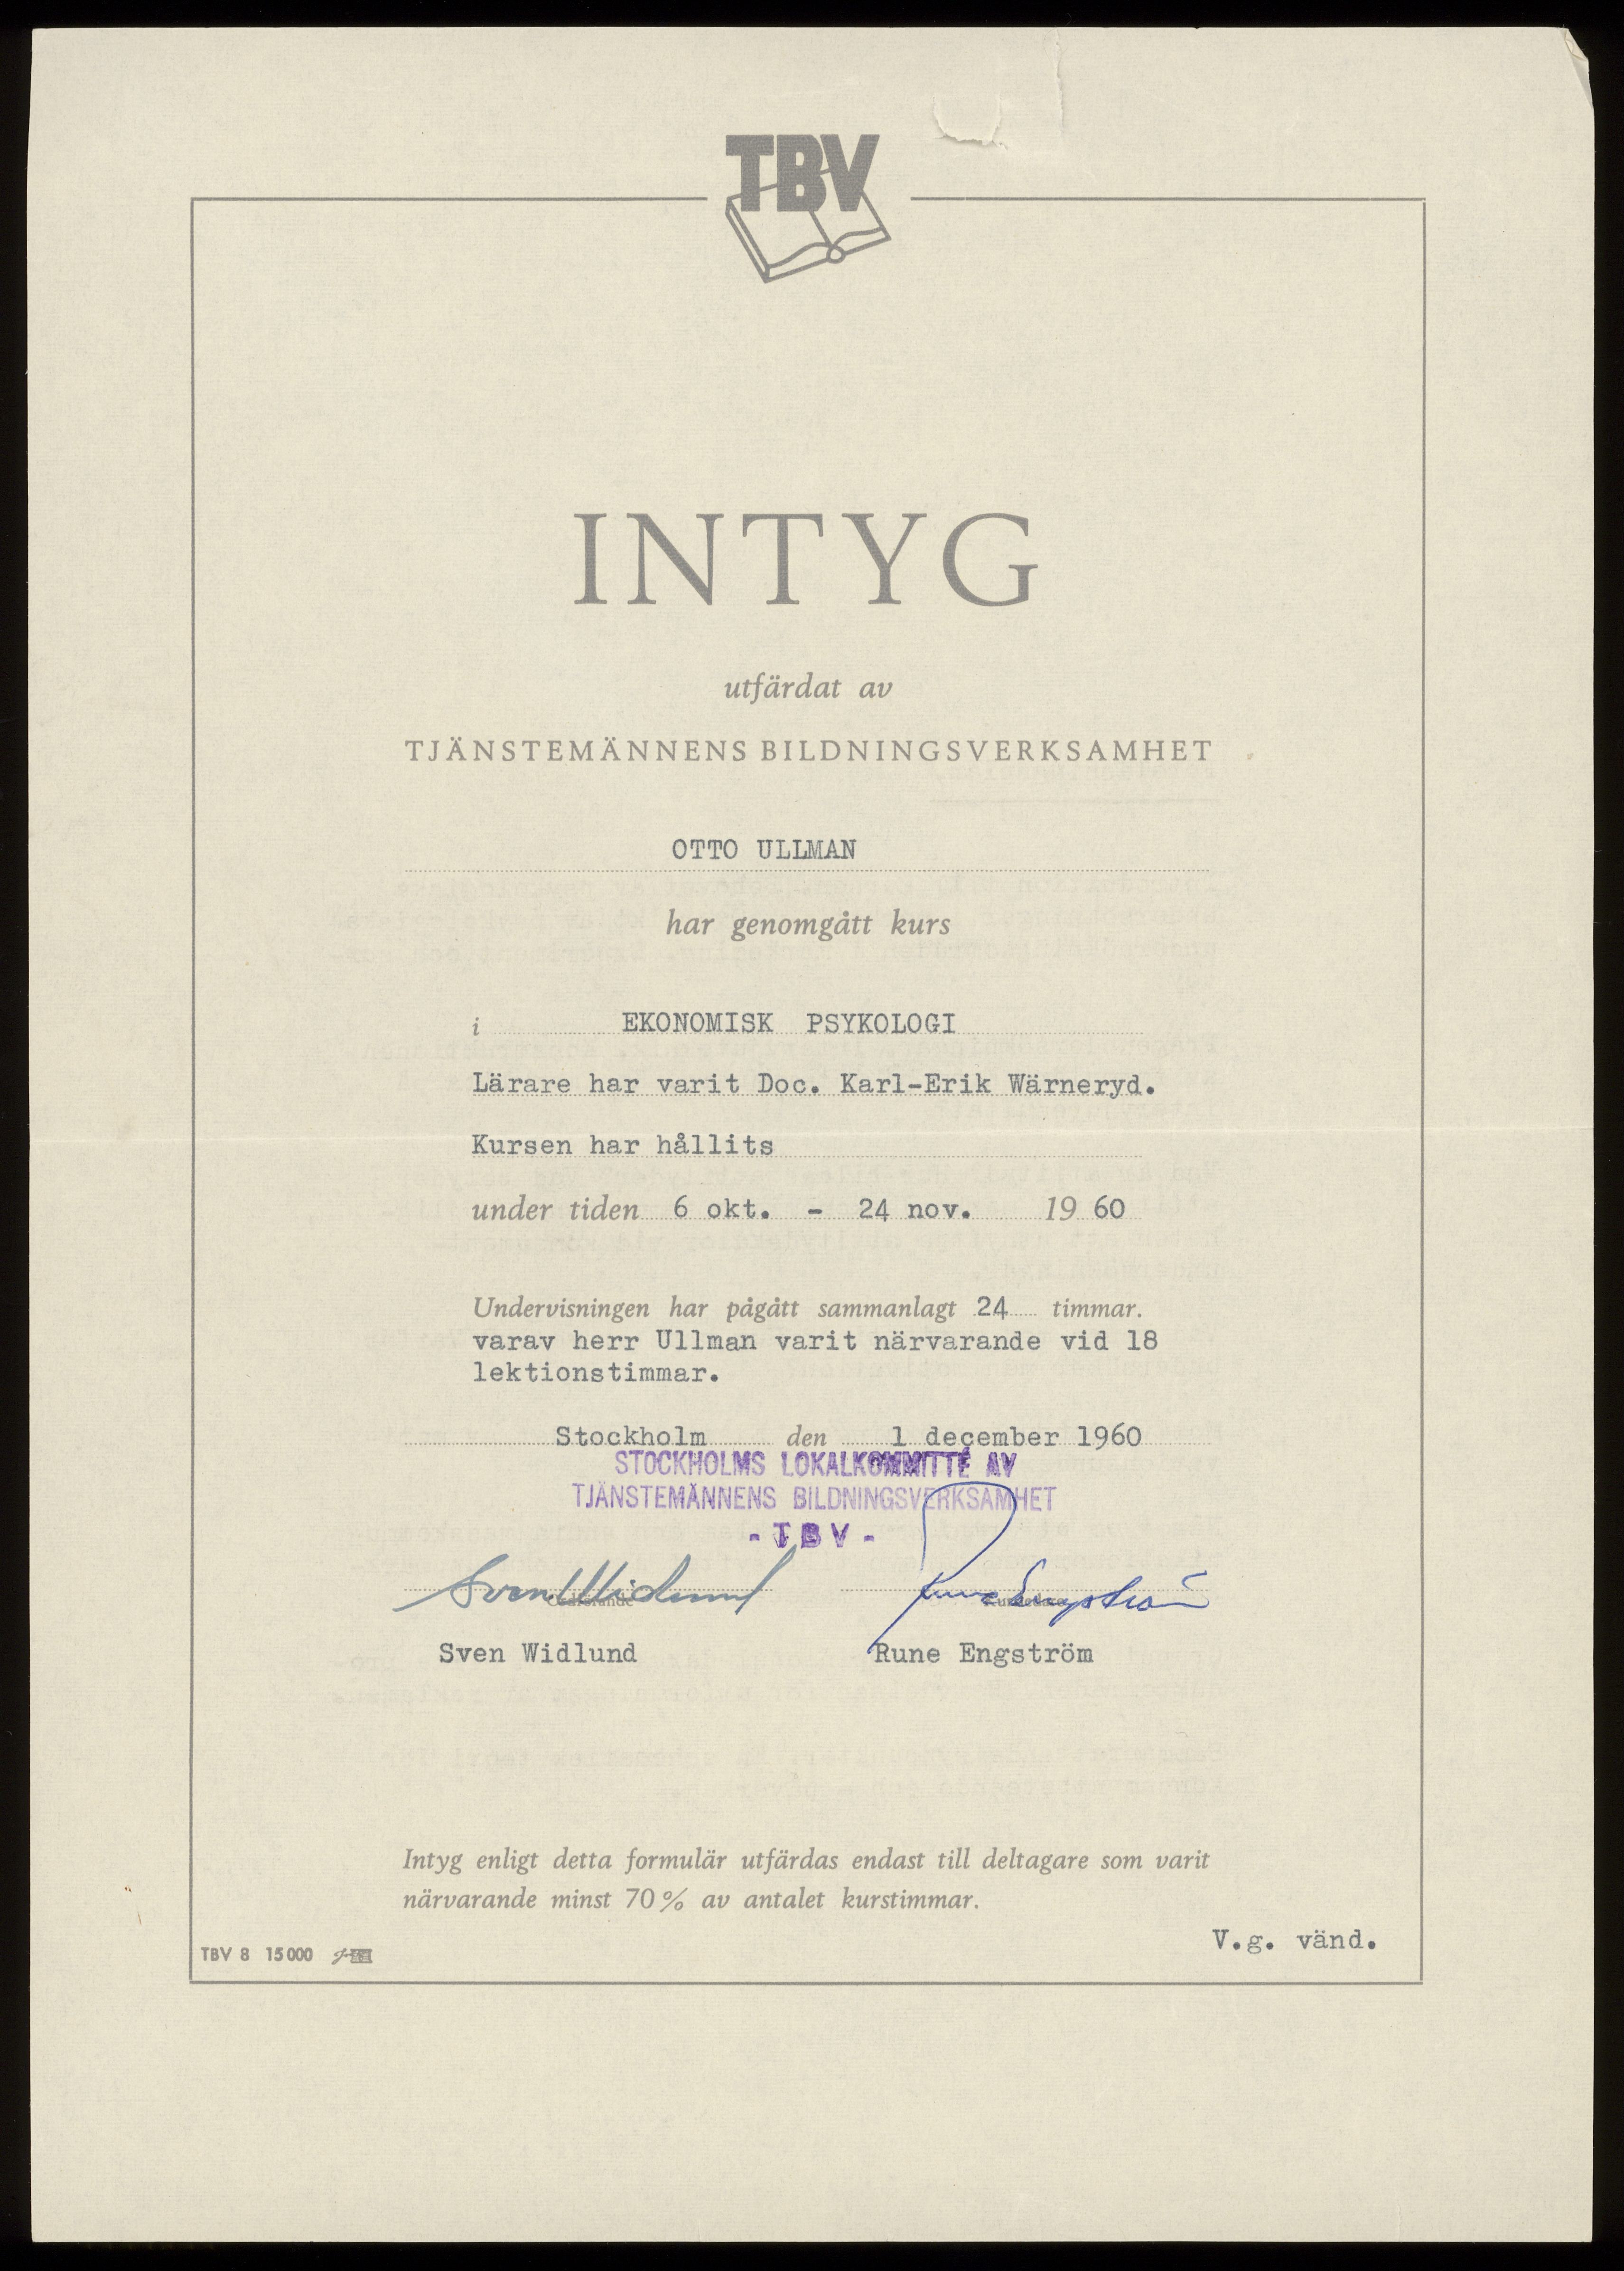 TBV
INTYG
utfärdat av
TJÄNSTEMÄNNENS BILDNINGSVERKSAMHET
OTTO ULLMAN
har genomgått kurs
i EKONOMISK PSYKOLOGI
Lärare har varit Doc. Karl-Erik Wärneryd.
Kursen har hållits
under tiden 6 okt. - 24 nov. 1960
Undervisningen har pågått sammanlagt 24 timmar.
varav herr Ullman varit närvarande vid 18
lektionstimmar.
Stockholm den 1 december 1960
STOCKHOLMS LOKALKOMMITTÉ AV
TJÄNSTEMÄNNENS BILDNINGSVERKSAMHET
- TBV -
Sven Widlund Rune Engström
Sven Widlund Rune Engström
Intyg enligt detta formulär utfärdas endast till deltagare som varit
närvarande minst 70% av antalet kurstimmar.
V.g. vänd.
TBV 8 15000